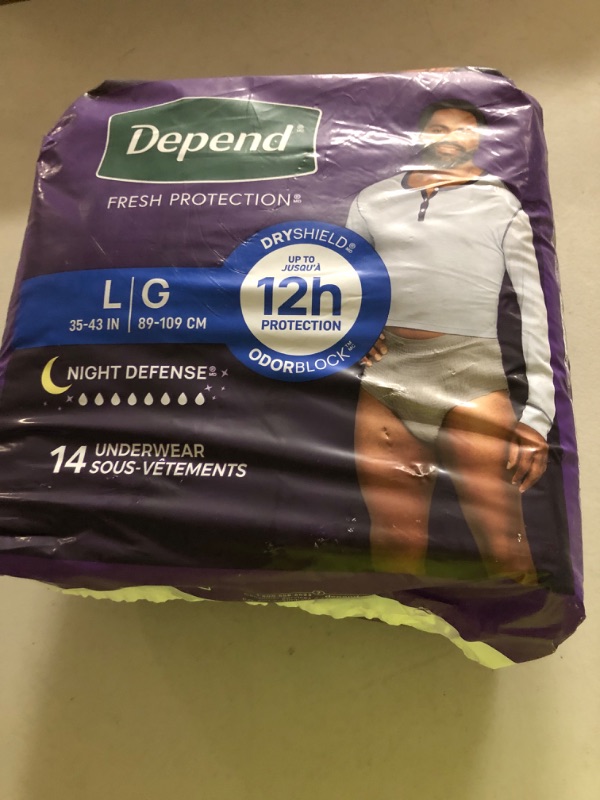 Depend
FRESH PROTECTION
DRYSHIELD
UP TO
JUSQU'À
12h
PROTECTION
ODORBLOCK
L | G
35-43 IN | 89-109 CM
NIGHT DEFENSE
14 UNDERWEAR
SOUS-VÊTEMENTS